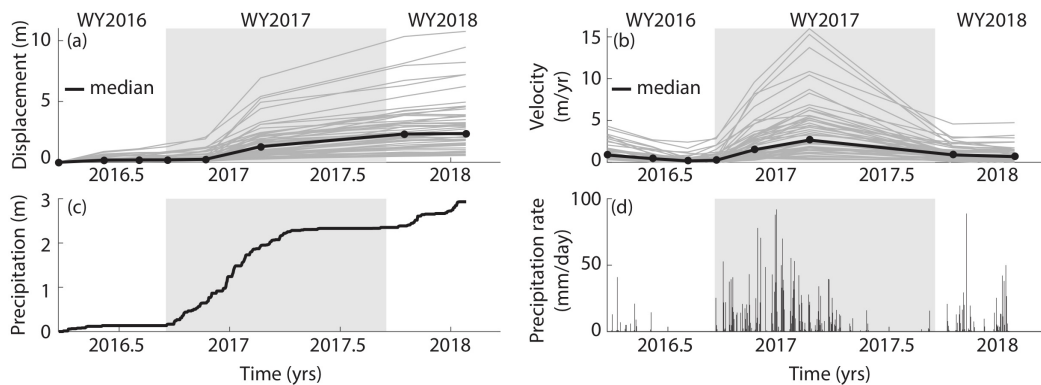 WY2016 WY2017 WY2018
(a)
median
Displacement (m)
10
5
0
2016.5 2017 2017.5 2018
WY2016 WY2017 WY2018
(b)
median
Velocity
(m/yr)
15
10
5
0
2016.5 2017 2017.5 2018
(c)
Precipitation (m)
3
2
1
0
2016.5 2017 2017.5 2018
Time (yrs)
(d)
Precipitation rate
(mm/day)
100
50
0
2016.5 2017 2017.5 2018
Time (yrs)